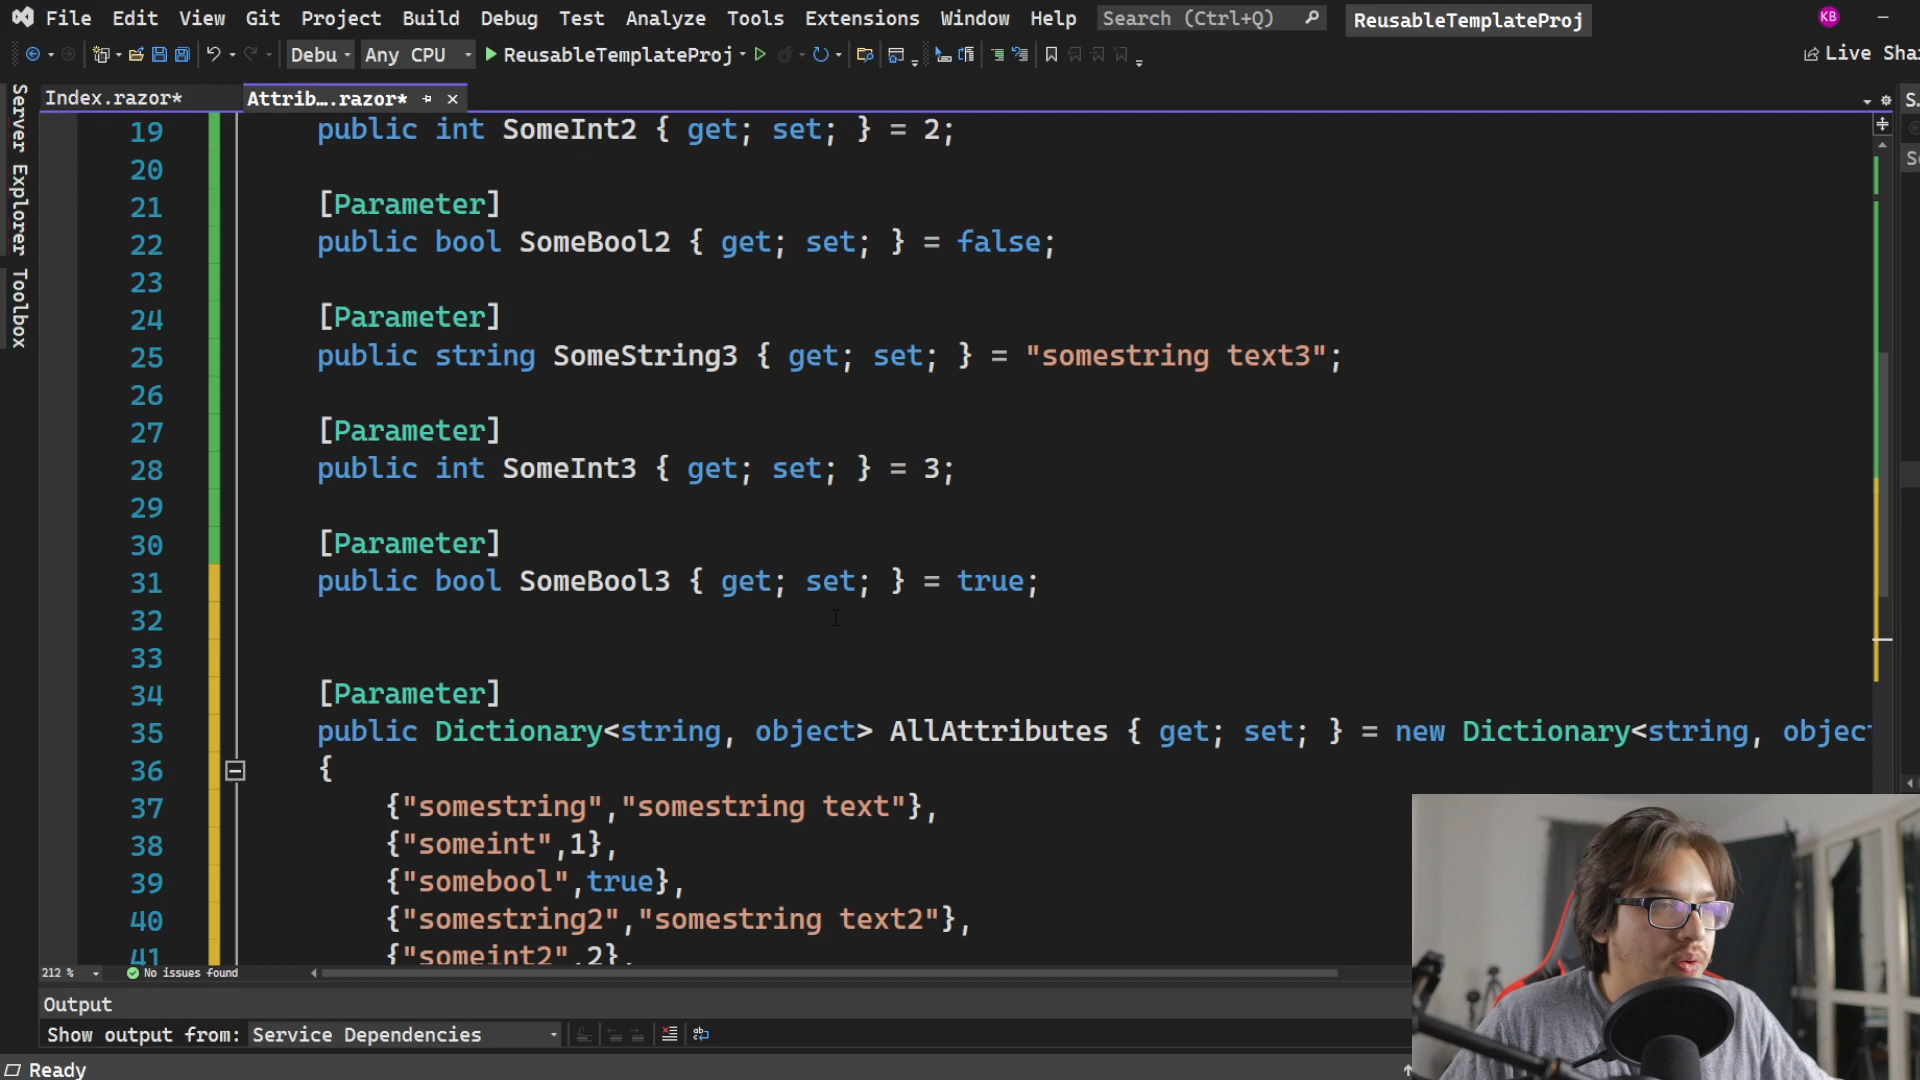 File Edit View Git Project Build Debug Test Analyze Tools Extensions Window Help Search (Ctrl+Q) ReusableTemplateProj KB
Debu Any CPU ReusableTemplateProj Live Shar
Index.razor* Attrib….razor* S.
Server Explorer
Toolbox
19 public int SomeInt2 { get; set; } = 2;
20
21 [Parameter]
22 public bool SomeBool2 { get; set; } = false;
23
24 [Parameter]
25 public string SomeString3 { get; set; } = "somestring text3";
26
27 [Parameter]
28 public int SomeInt3 { get; set; } = 3;
29
30 [Parameter]
31 public bool SomeBool3 { get; set; } = true;
32
33
34 [Parameter]
35 public Dictionary<string, object> AllAttributes { get; set; } = new Dictionary<string, objec
36 {
37 {"somestring","somestring text"},
38 {"someint",1},
39 {"somebool",true},
40 {"somestring2","somestring text2"},
41 {"someint2",2},
212 % No issues found
Output
Show output from: Service Dependencies
Ready